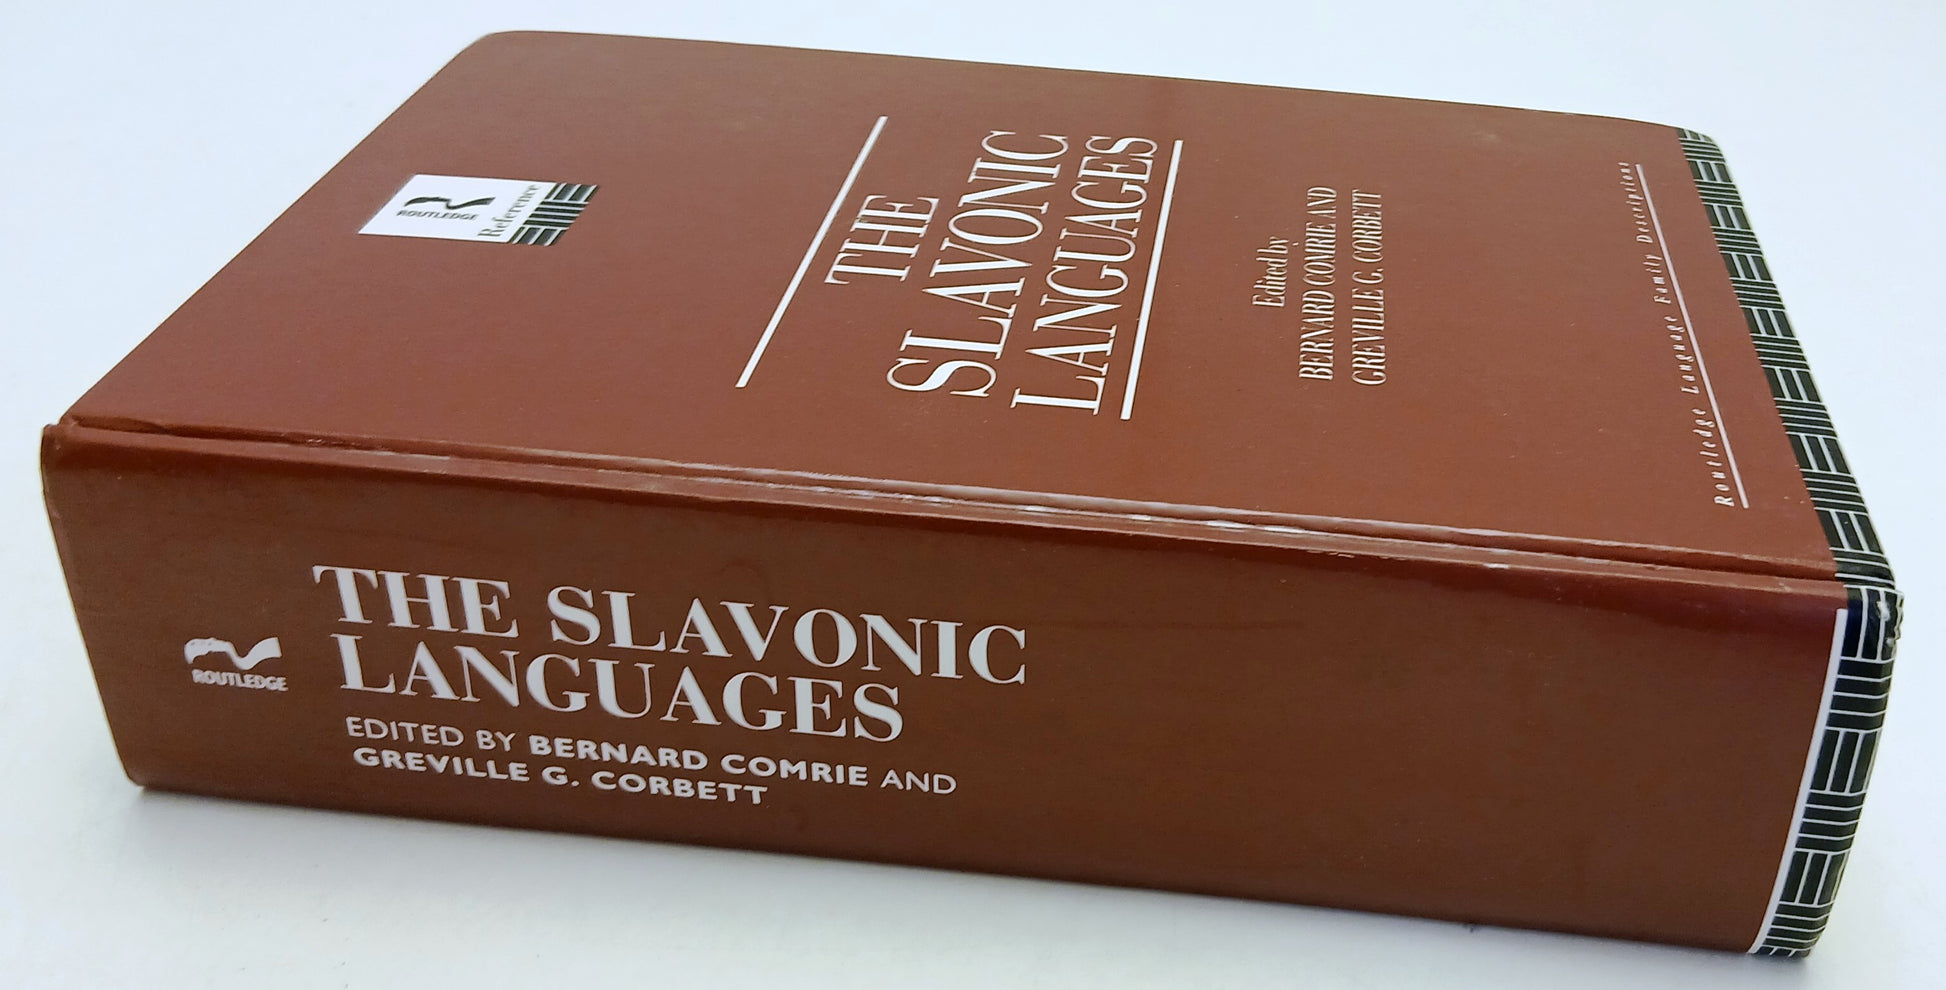 ROUTLEDGE
Reference
THE
SLAVONIC
LANGUAGES
Edited by
BERNARD COMRIE AND
GREVILLE G. CORBETT
Routledge Language Family Descriptions
ROUTLEDGE
THE SLAVONIC
LANGUAGES
EDITED BY BERNARD COMRIE AND
GREVILLE G. CORBETT